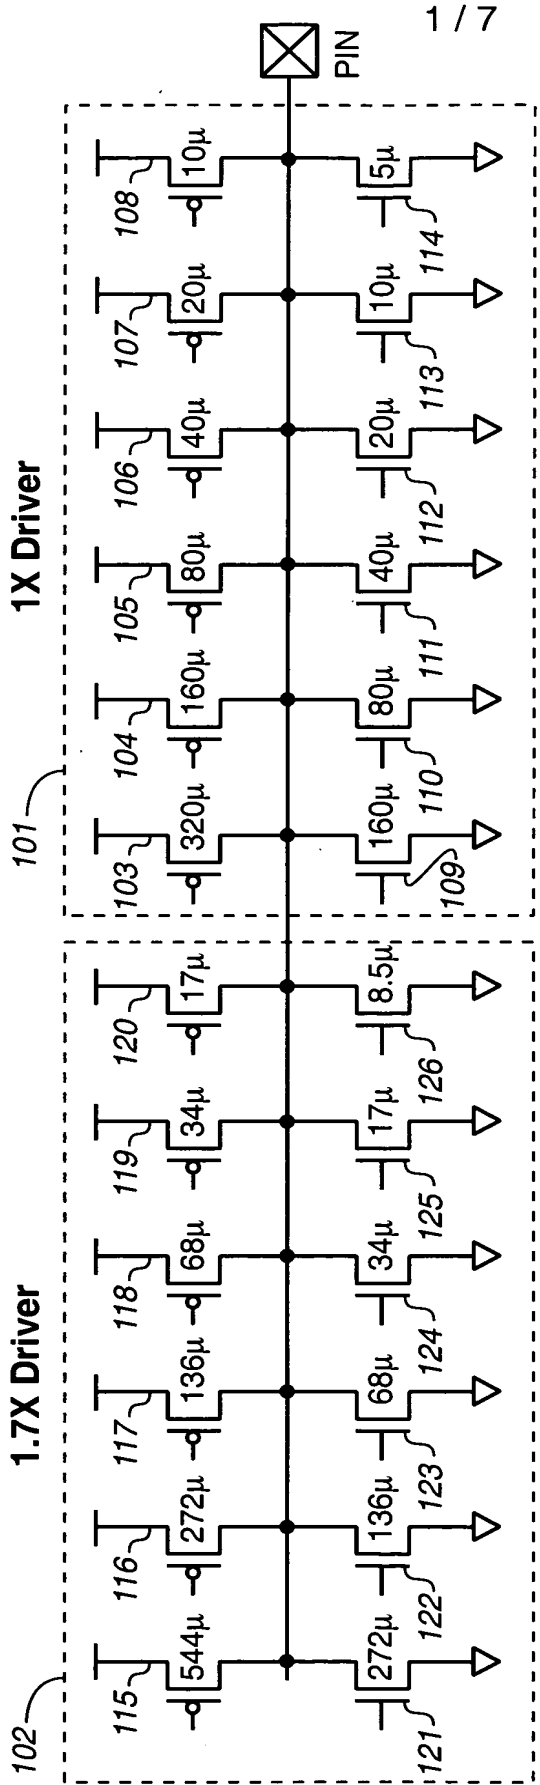 1 / 7
1.7X Driver
1X Driver
102
101
115
116
117
118
119
120
103
104
105
106
107
108
544µ
272µ
136µ
68µ
34µ
17µ
320µ
160µ
80µ
40µ
20µ
10µ
PIN
272µ
136µ
68µ
34µ
17µ
8.5µ
160µ
80µ
40µ
20µ
10µ
5µ
121
122
123
124
125
126
109
110
111
112
113
114